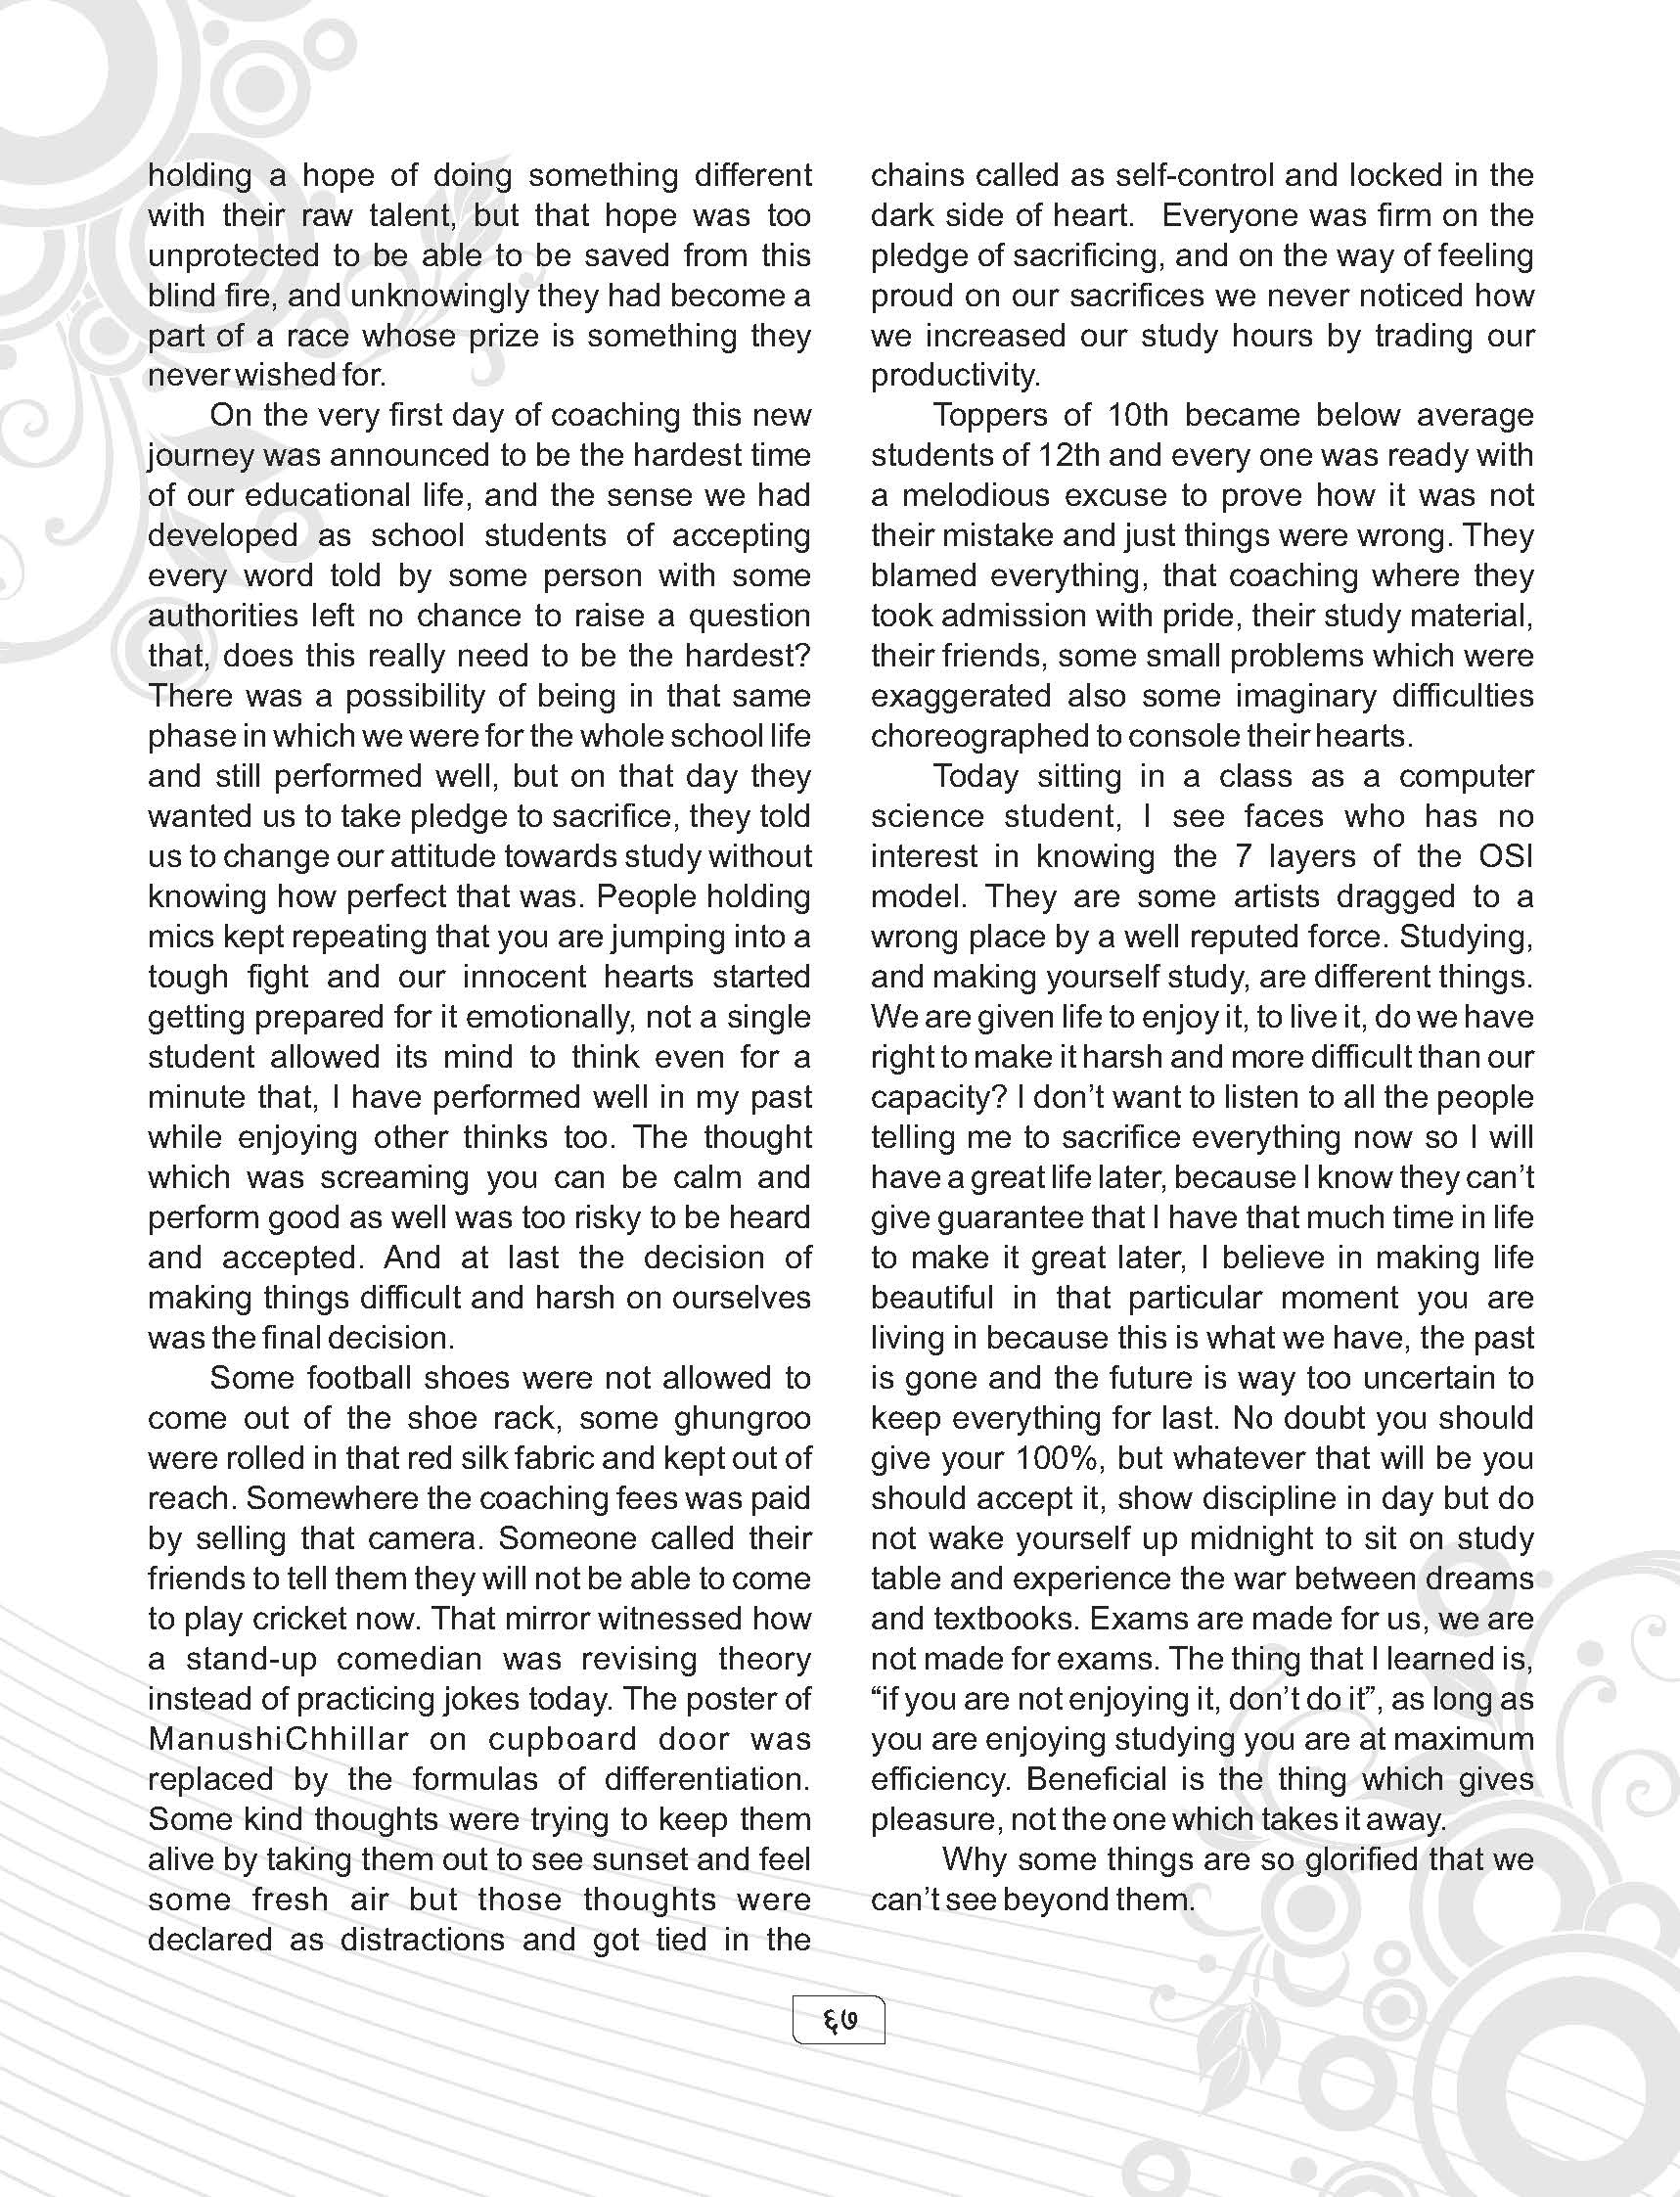 holding a hope of doing something different
with their raw talent, but that hope was too
unprotected to be able to be saved from this
blind fire, and unknowingly they had become a
part of a race whose prize is something they
never wished for.
On the very first day of coaching this new
journey was announced to be the hardest time
of our educational life, and the sense we had
developed as school students of accepting
every word told by some person with some
authorities left no chance to raise a question
that, does this really need to be the hardest?
There was a possibility of being in that same
phase in which we were for the whole school life
and still performed well, but on that day they
wanted us to take pledge to sacrifice, they told
us to change our attitude towards study without
knowing how perfect that was. People holding
mics kept repeating that you are jumping into a
tough fight and our innocent hearts started
getting prepared for it emotionally, not a single
student allowed its mind to think even for a
minute that, I have performed well in my past
while enjoying other thinks too. The thought
which was screaming you can be calm and
perform good as well was too risky to be heard
and accepted. And at last the decision of
making things difficult and harsh on ourselves
was the final decision.
Some football shoes were not allowed to
come out of the shoe rack, some ghungroo
were rolled in that red silk fabric and kept out of
reach. Somewhere the coaching fees was paid
by selling that camera. Someone called their
friends to tell them they will not be able to come
to play cricket now. That mirror witnessed how
a stand-up comedian was revising theory
instead of practicing jokes today. The poster of
ManushiChhillar on cupboard door was
replaced by the formulas of differentiation.
Some kind thoughts were trying to keep them
alive by taking them out to see sunset and feel
some fresh air but those thoughts were
declared as distractions and got tied in the
chains called as self-control and locked in the
dark side of heart. Everyone was firm on the
pledge of sacrificing, and on the way of feeling
proud on our sacrifices we never noticed how
we increased our study hours by trading our
productivity.
Toppers of 10th became below average
students of 12th and every one was ready with
a melodious excuse to prove how it was not
their mistake and just things were wrong. They
blamed everything, that coaching where they
took admission with pride, their study material,
their friends, some small problems which were
exaggerated also some imaginary difficulties
choreographed to console their hearts.
Today sitting in a class as a computer
science student, I see faces who has no
interest in knowing the 7 layers of the OSI
model. They are some artists dragged to a
wrong place by a well reputed force. Studying,
and making yourself study, are different things.
We are given life to enjoy it, to live it, do we have
right to make it harsh and more difficult than our
capacity? I don’t want to listen to all the people
telling me to sacrifice everything now so I will
have a great life later, because I know they can’t
give guarantee that I have that much time in life
to make it great later, I believe in making life
beautiful in that particular moment you are
living in because this is what we have, the past
is gone and the future is way too uncertain to
keep everything for last. No doubt you should
give your 100%, but whatever that will be you
should accept it, show discipline in day but do
not wake yourself up midnight to sit on study
table and experience the war between dreams
and textbooks. Exams are made for us, we are
not made for exams. The thing that I learned is,
“if you are not enjoying it, don’t do it”, as long as
you are enjoying studying you are at maximum
efficiency. Beneficial is the thing which gives
pleasure, not the one which takes it away.
Why some things are so glorified that we
can’t see beyond them.
६७